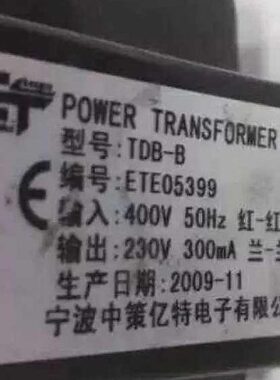 POWER TRANSFORMER
型号:TDB-B
编号:ETE05399
输入:400V 50Hz 红-红
输出:230V 300mA 兰-
生产日期:2009-11
宁波中策亿特电子有限公